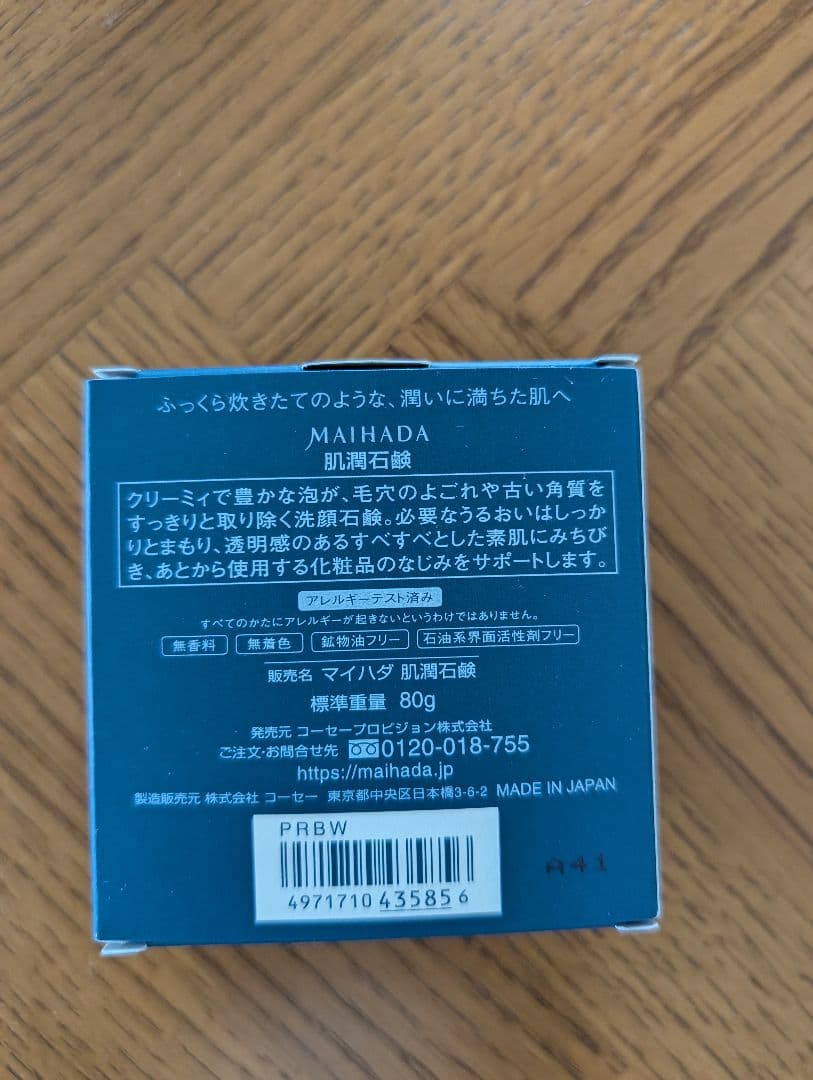 ふっくら炊きたてのような、潤いに満ちた肌へ
MAIHADA
肌潤石鹸
クリーミィで豊かな泡が、毛穴のよごれや古い角質を
すっきりと取り除く洗顔石鹸。必要なうるおいはしっか
りとまもり、透明感のあるすべすべとした素肌にみちび
き、あとから使用する化粧品のなじみをサポートします。
アレルギーテスト済み
すべてのかたにアレルギーが起きないというわけではありません。
無香料 無着色 鉱物油フリー 石油系界面活性剤フリー
販売名 マイハダ 肌潤石鹸
標準重量 80g
発売元 コーセープロビジョン株式会社
ご注文・お問合せ先 0120-018-755
https://maihada.jp
製造販売元 株式会社 コーセー 東京都中央区日本橋3-6-2 MADE IN JAPAN
PRBW
4971710 435856
A41